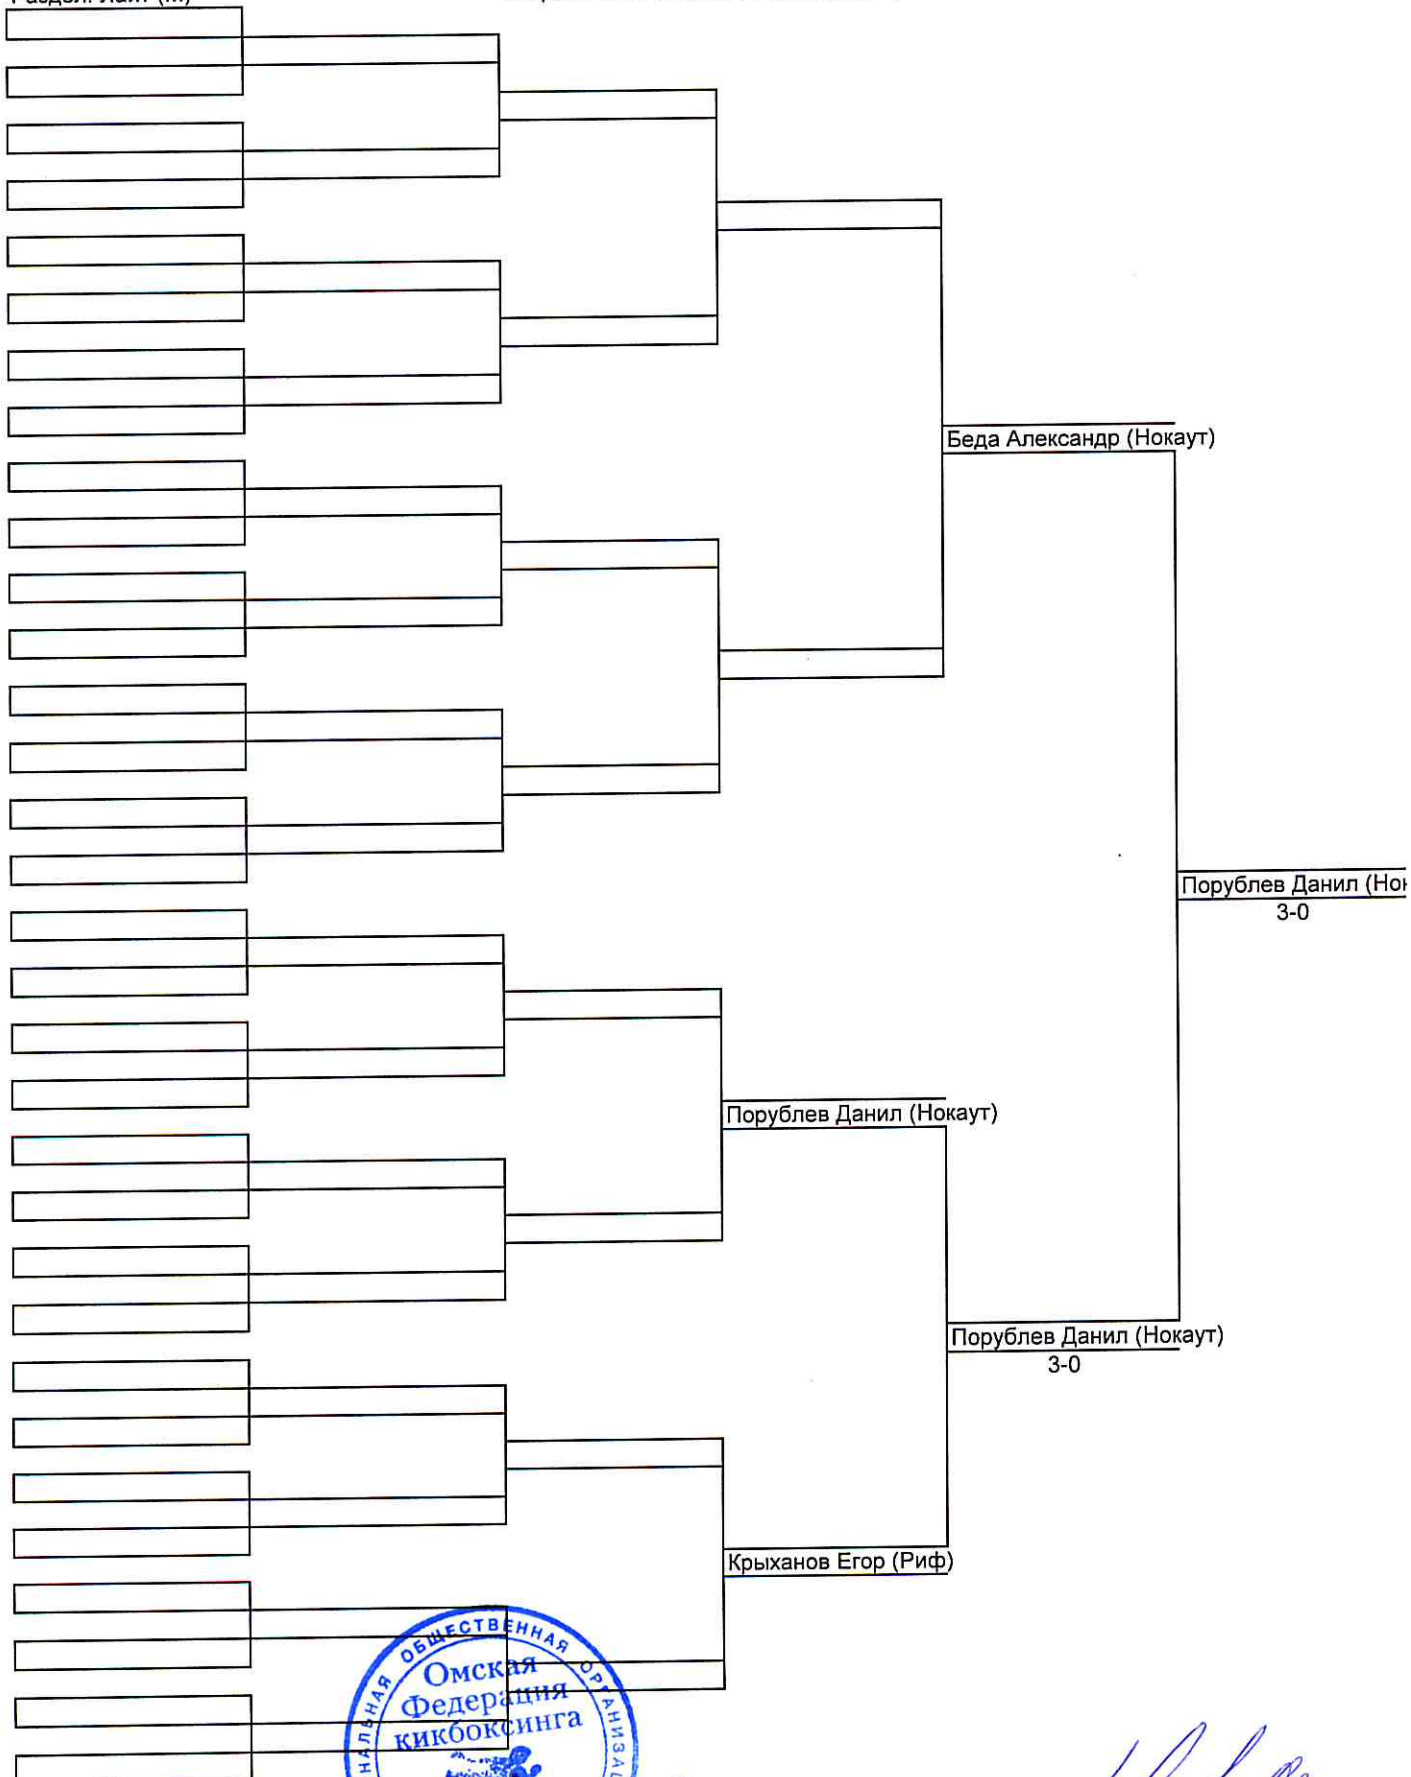 Беда Александр (Нокаут)
Порублев Данил (Нок
3-0
Порублев Данил (Нокаут)
Порублев Данил (Нокаут)
3-0
Крыханов Егор (Риф)
ОБЩЕСТВЕННАЯ
Омская
Федерация
кикбоксинга